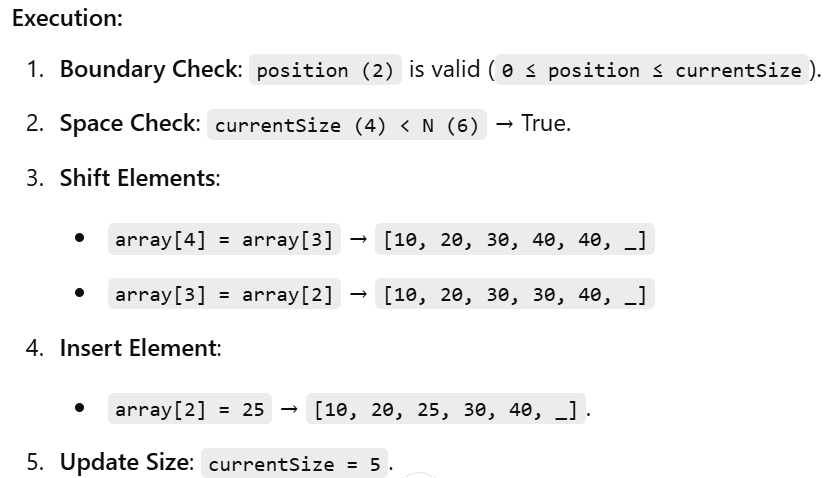 Execution:
1. Boundary Check: position (2) is valid ( 0 ≤ position ≤ currentSize ).
2. Space Check: currentSize (4) < N (6) → True.
3. Shift Elements:
• array[4] = array[3] → [10, 20, 30, 40, 40, _]
• array[3] = array[2] → [10, 20, 30, 30, 40, _]
4. Insert Element:
• array[2] = 25 → [10, 20, 25, 30, 40, _] .
5. Update Size: currentSize = 5 .